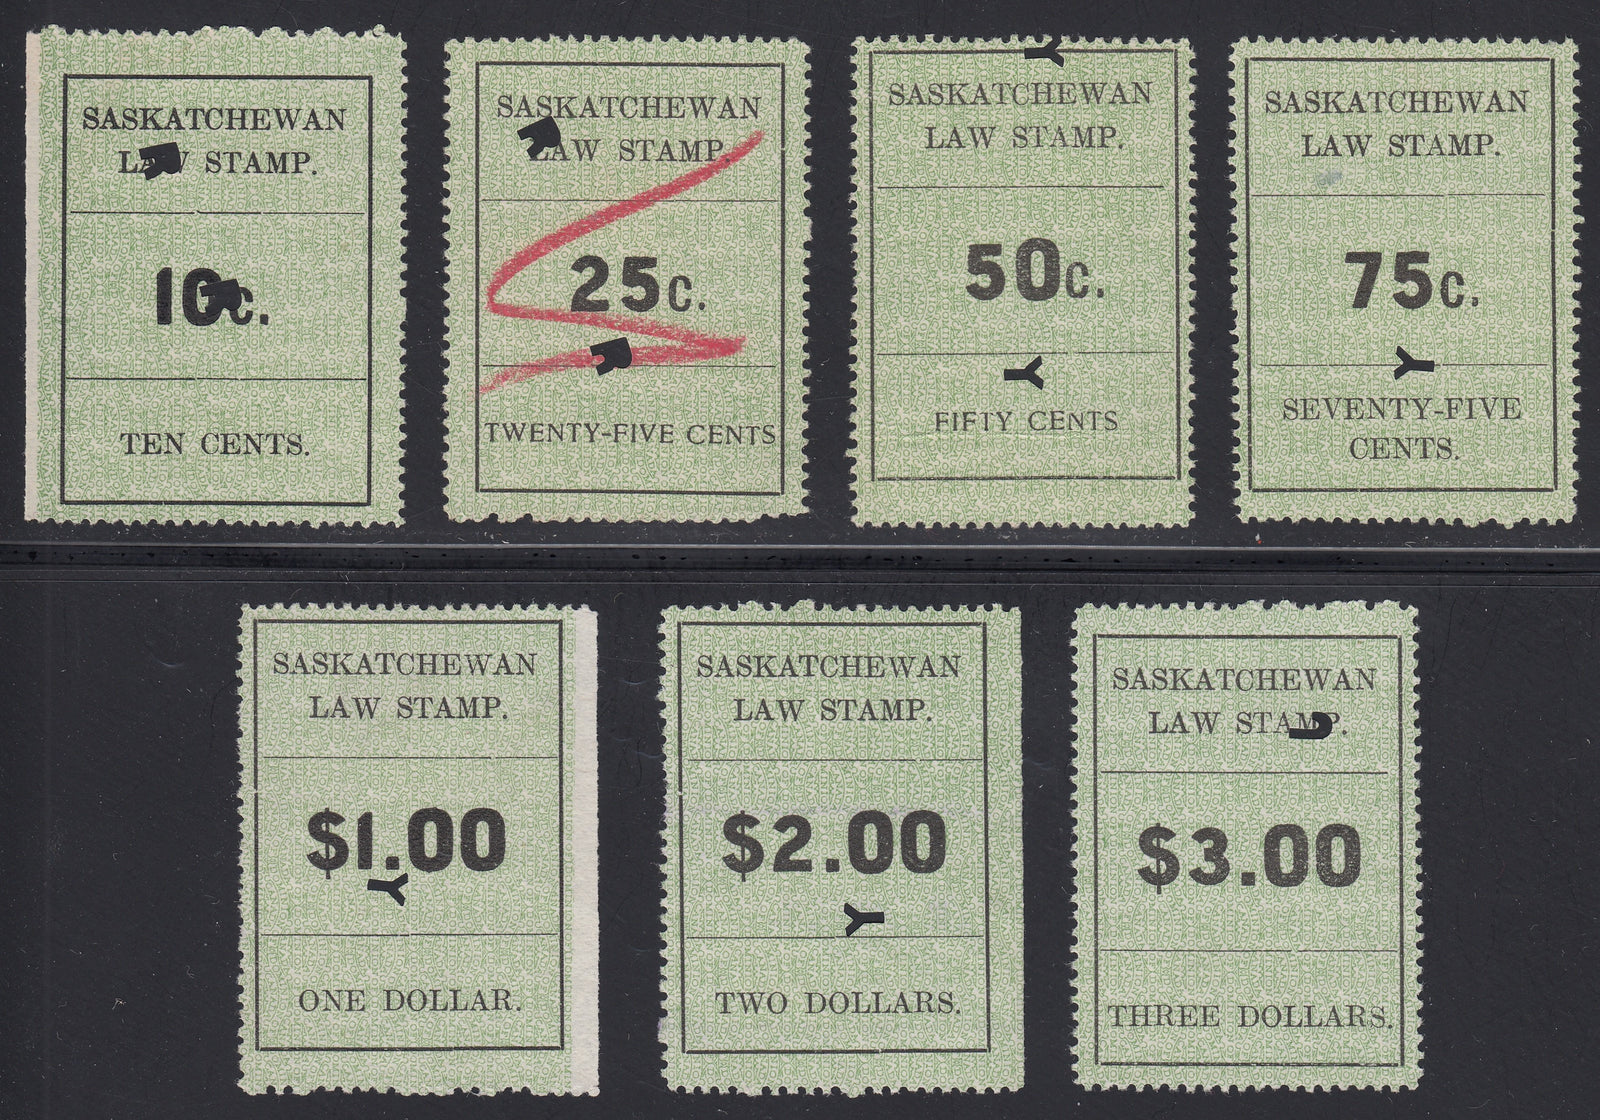 SASKATCHEWAN
LAW STAMP.
10c.
TEN CENTS.
SASKATCHEWAN
LAW STAMP.
25c.
TWENTY-FIVE CENTS
SASKATCHEWAN
LAW STAMP.
50c.
FIFTY CENTS
SASKATCHEWAN
LAW STAMP.
75c.
SEVENTY-FIVE
CENTS.
SASKATCHEWAN
LAW STAMP.
$1.00
ONE DOLLAR.
SASKATCHEWAN
LAW STAMP.
$2.00
TWO DOLLARS.
SASKATCHEWAN
LAW STAMP.
$3.00
THREE DOLLARS.